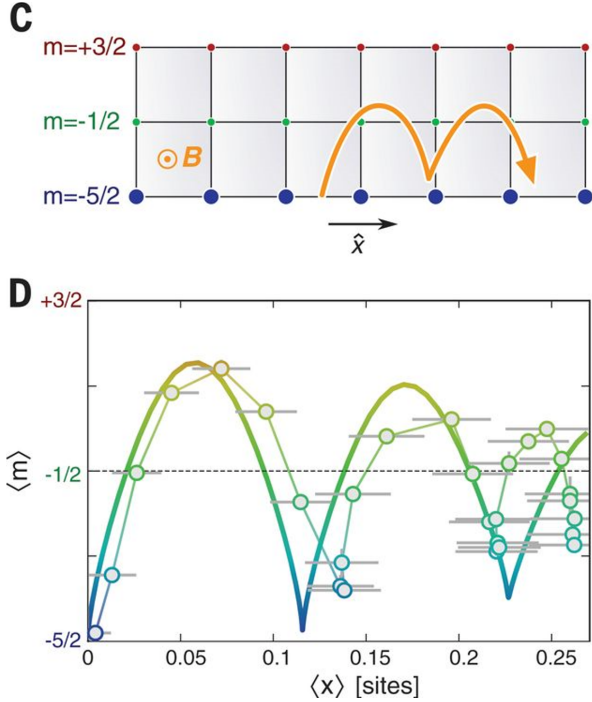 C
m=+3/2
m=-1/2
B
m=-5/2
x̂
D
+3/2
-1/2
-5/2
⟨m⟩
0 0.05 0.1 0.15 0.2 0.25
⟨x⟩ [sites]